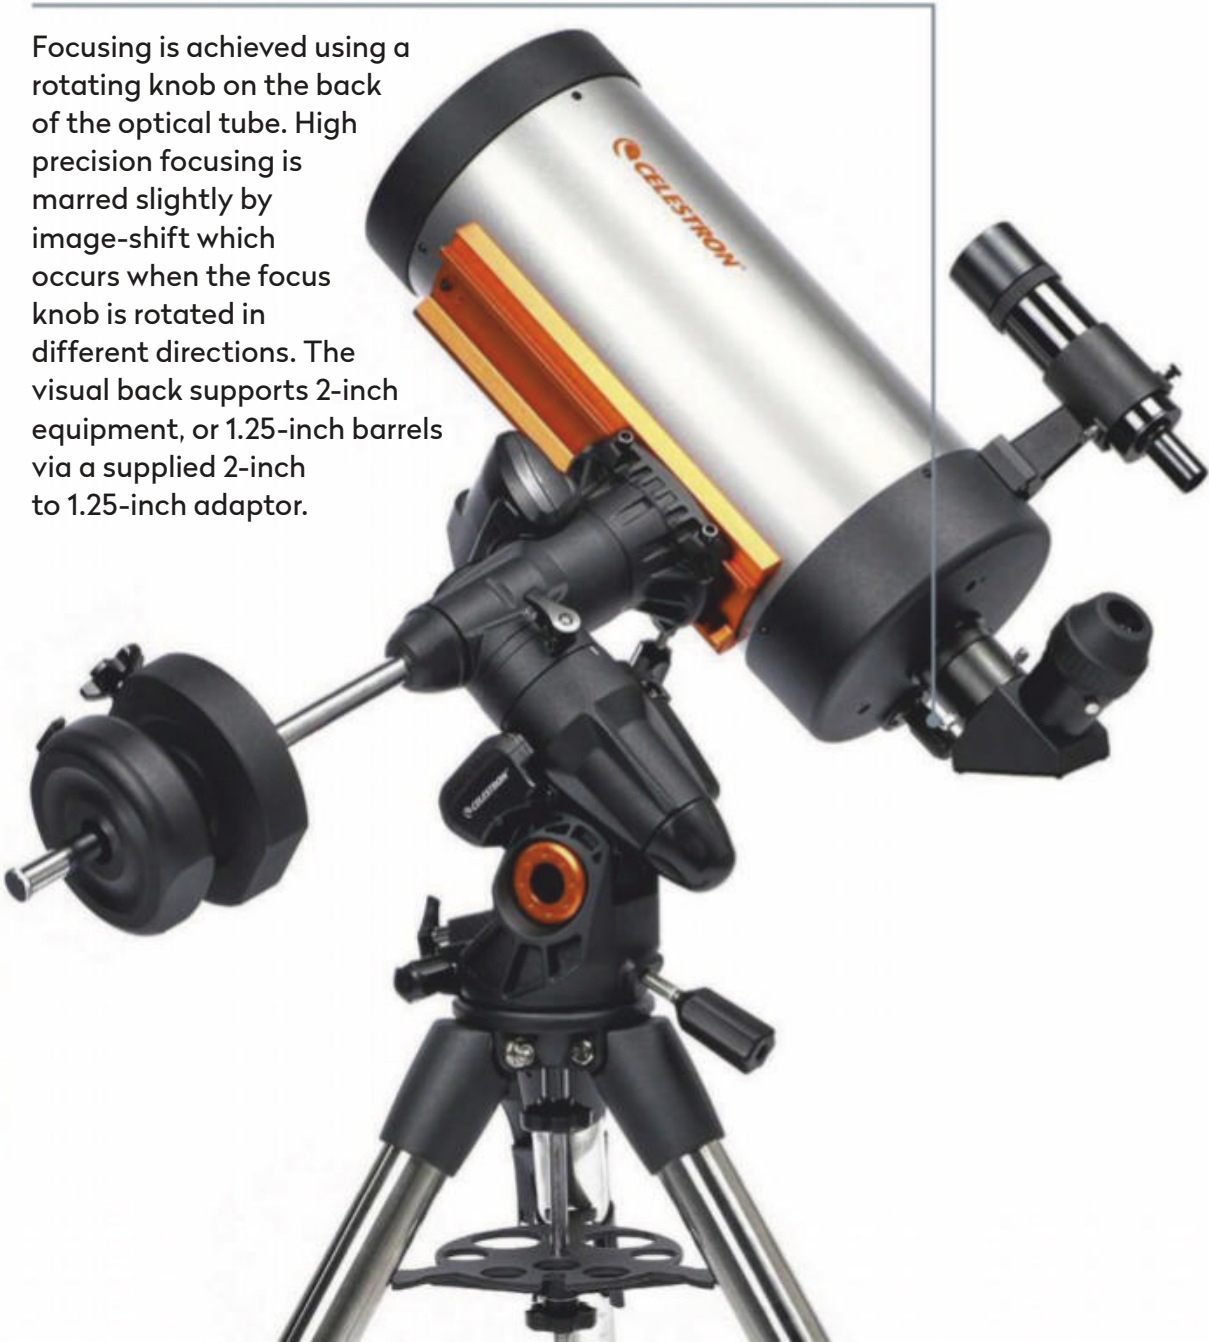 Focusing is achieved using a
rotating knob on the back
of the optical tube. High
precision focusing is
marred slightly by
image-shift which
occurs when the focus
knob is rotated in
different directions. The
visual back supports 2-inch
equipment, or 1.25-inch barrels
via a supplied 2-inch
to 1.25-inch adaptor.
CELESTRON
CELESTRON